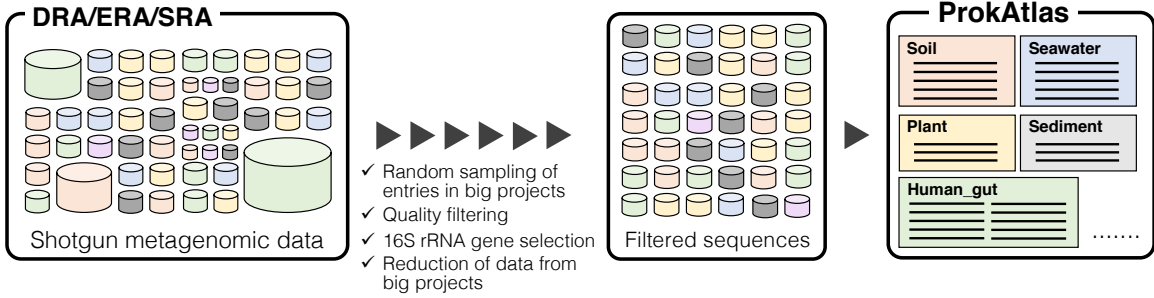 DRA/ERA/SRA
Shotgun metagenomic data
✓ Random sampling of
entries in big projects
✓ Quality filtering
✓ 16S rRNA gene selection
✓ Reduction of data from
big projects
Filtered sequences
ProkAtlas
Soil
Seawater
Plant
Sediment
Human_gut
.......